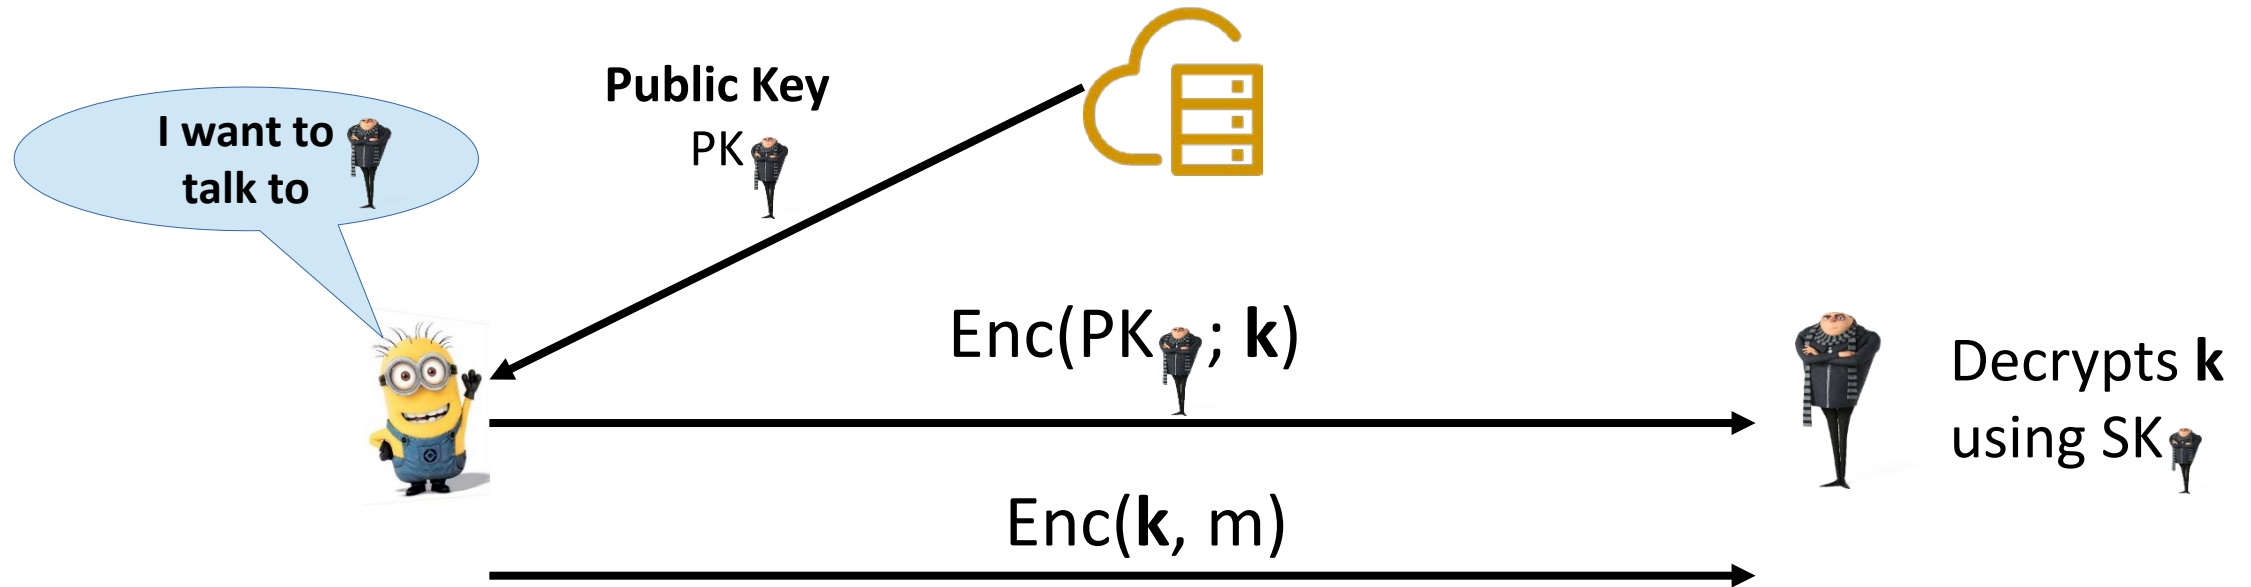 I want to
talk to
Public Key
PK
Enc(PK ; k)
Decrypts k
using SK
Enc(k, m)